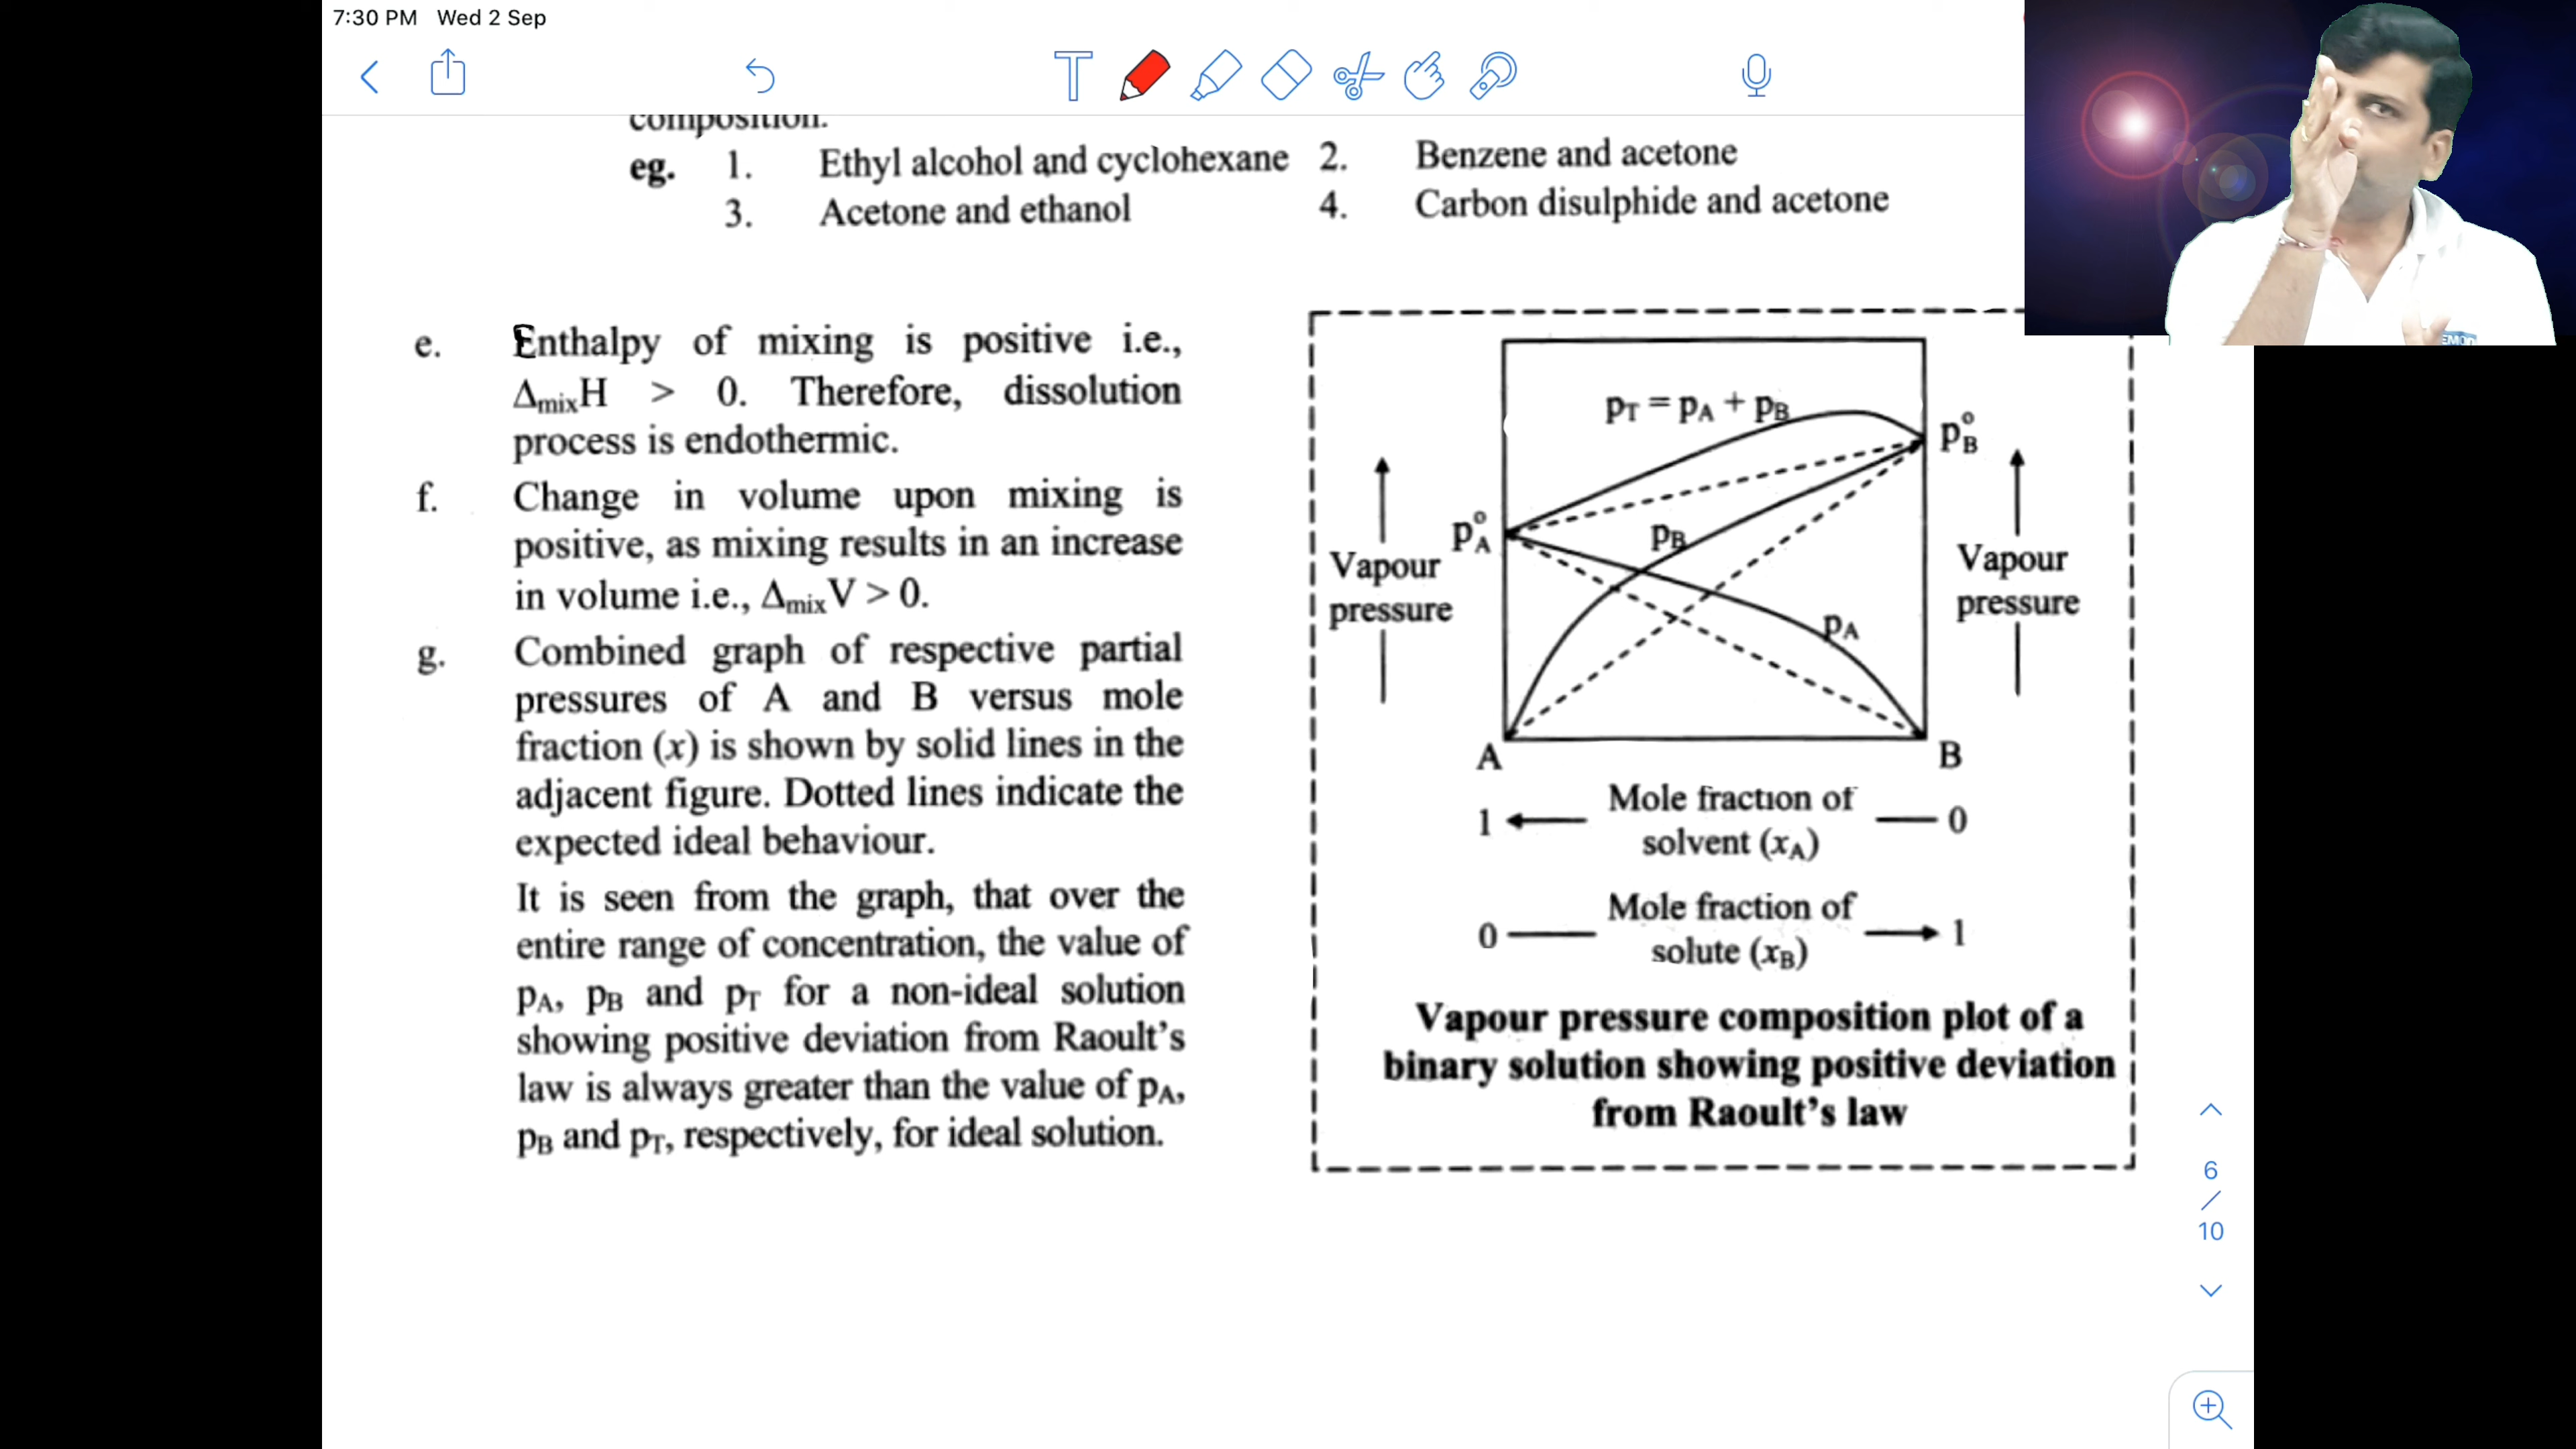 7:30 PM Wed 2 Sep
composition.
eg. 1. Ethyl alcohol and cyclohexane 2. Benzene and acetone
3. Acetone and ethanol 4. Carbon disulphide and acetone
e. Enthalpy of mixing is positive i.e.,
ΔmixH > 0. Therefore, dissolution
process is endothermic.
f. Change in volume upon mixing is
positive, as mixing results in an increase
in volume i.e., ΔmixV > 0.
g. Combined graph of respective partial
pressures of A and B versus mole
fraction (x) is shown by solid lines in the
adjacent figure. Dotted lines indicate the
expected ideal behaviour.
It is seen from the graph, that over the
entire range of concentration, the value of
pA, pB and pT for a non-ideal solution
showing positive deviation from Raoult's
law is always greater than the value of pA,
pB and pT, respectively, for ideal solution.
pT = pA + pB
p°B
p°A
pB
pA
Vapour
pressure
Vapour
pressure
A B
1 Mole fraction of solvent (xA) 0
0 Mole fraction of solute (xB) 1
Vapour pressure composition plot of a
binary solution showing positive deviation
from Raoult's law
6
/
10